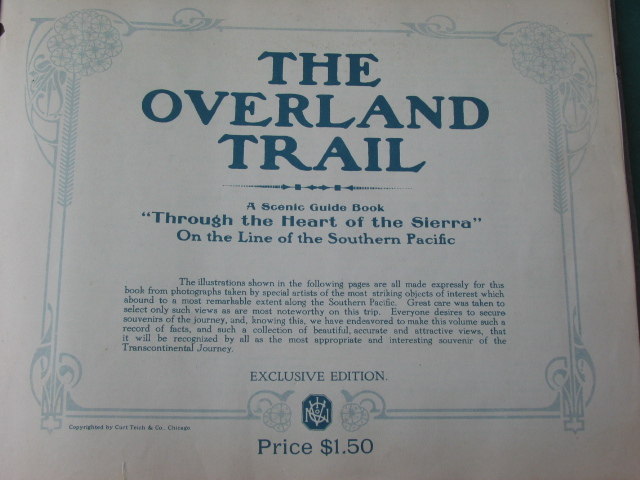 THE
OVERLAND
TRAIL
A Scenic Guide Book
"Through the Heart of the Sierra"
On the Line of the Southern Pacific
The illustrations shown in the following pages are all made expressly for this
book from photographs taken by special artists of the most striking objects of interest which
abound to a most remarkable extent along the Southern Pacific. Great care was taken to
select only such views as are most noteworthy on this trip. Everyone desires to secure
souvenirs of the journey, and, knowing this, we have endeavored to make this volume such a
record of facts, and such a collection of beautiful, accurate and attractive views, that
it will be recognized by all as the most appropriate and interesting souvenir of the
Transcontinental Journey.
EXCLUSIVE EDITION.
Copyrighted by Curt Teich & Co. Chicago
Price $1.50